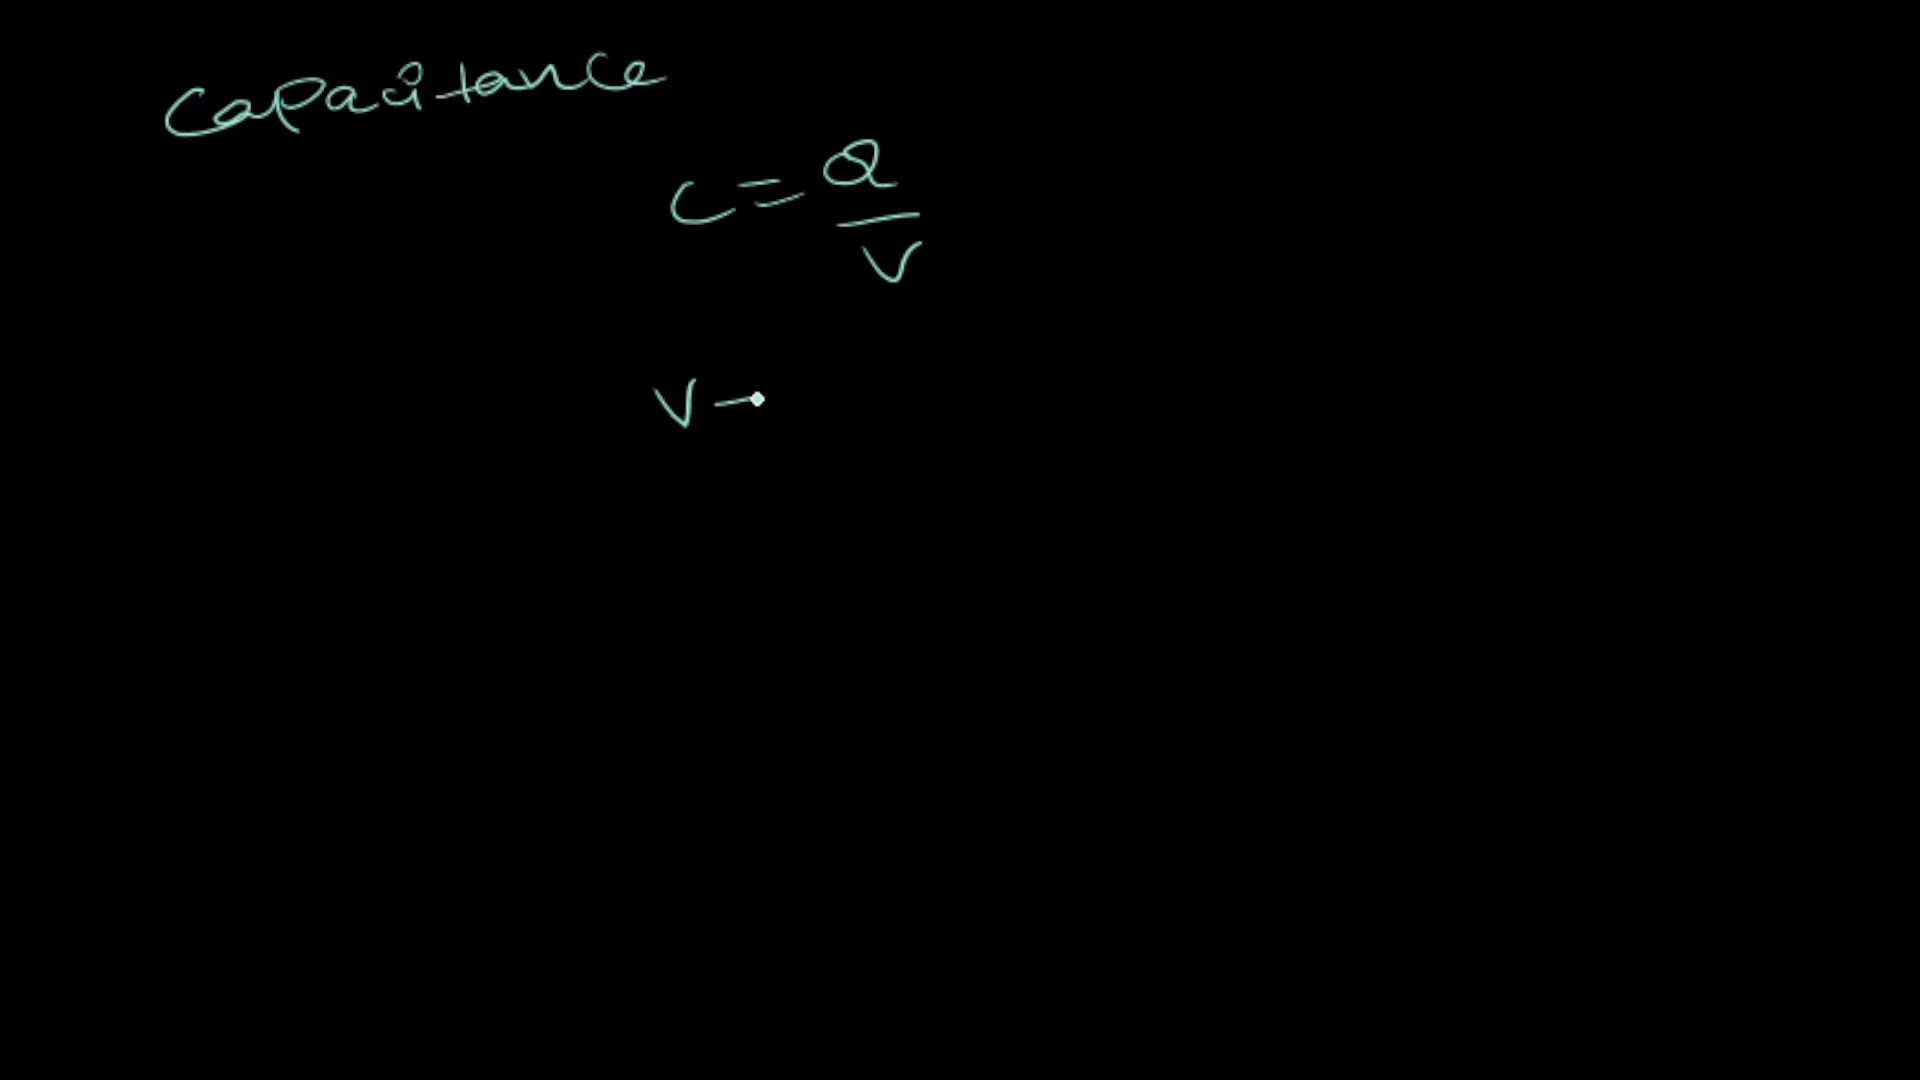 Capacitance
C = Q
V
V -